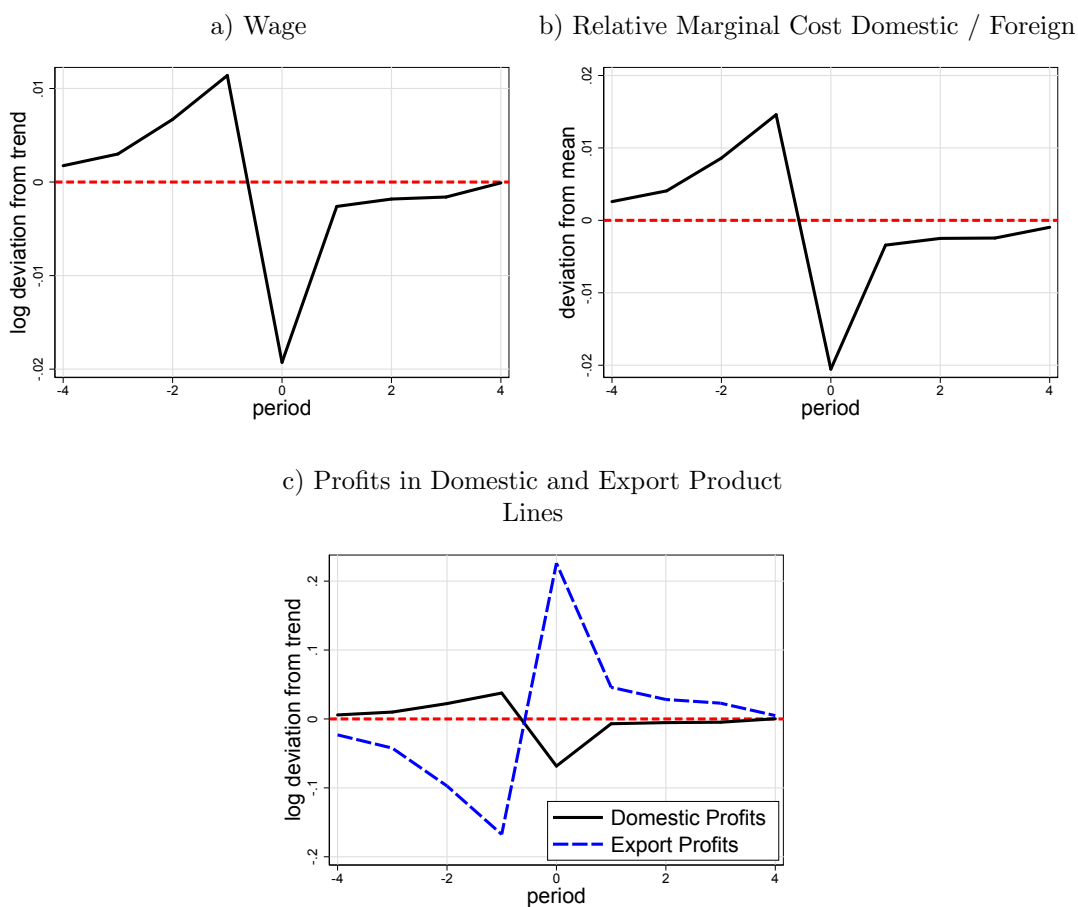 a) Wage
log deviation from trend
.01
0
-.01
-.02
-4
-2
0
2
4
period
b) Relative Marginal Cost Domestic / Foreign
deviation from mean
.02
.01
0
-.01
-.02
-4
-2
0
2
4
period
c) Profits in Domestic and Export Product
Lines
log deviation from trend
.2
.1
0
-.1
-.2
Domestic Profits
Export Profits
-4
-2
0
2
4
period